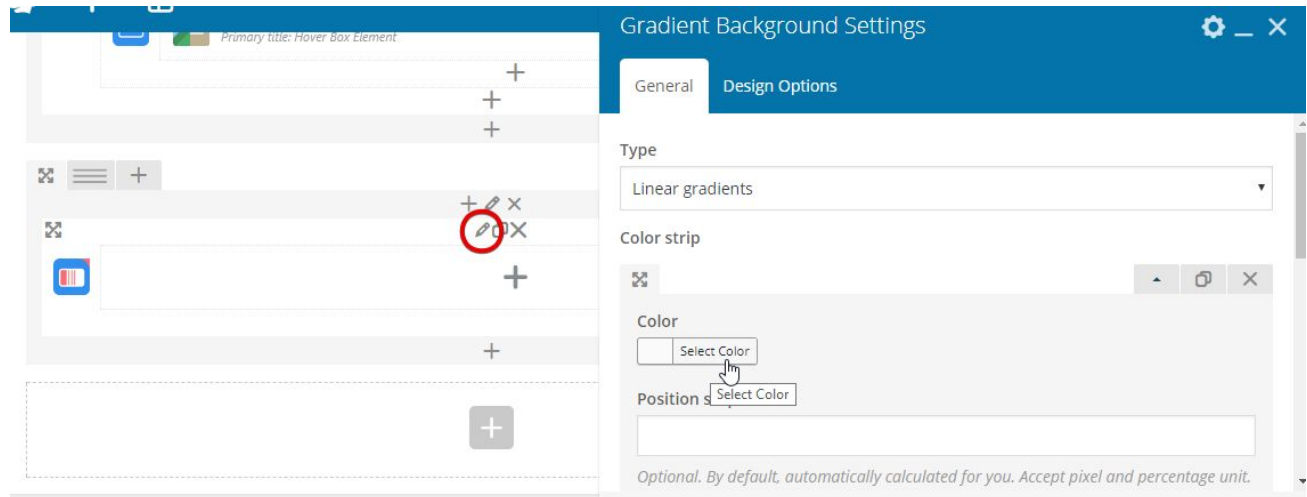 Primary title: Hover Box Element
Gradient Background Settings
General
Design Options
Type
Linear gradients
Color strip
Color
Select Color
Select Color
Position s
Optional. By default, automatically calculated for you. Accept pixel and percentage unit.